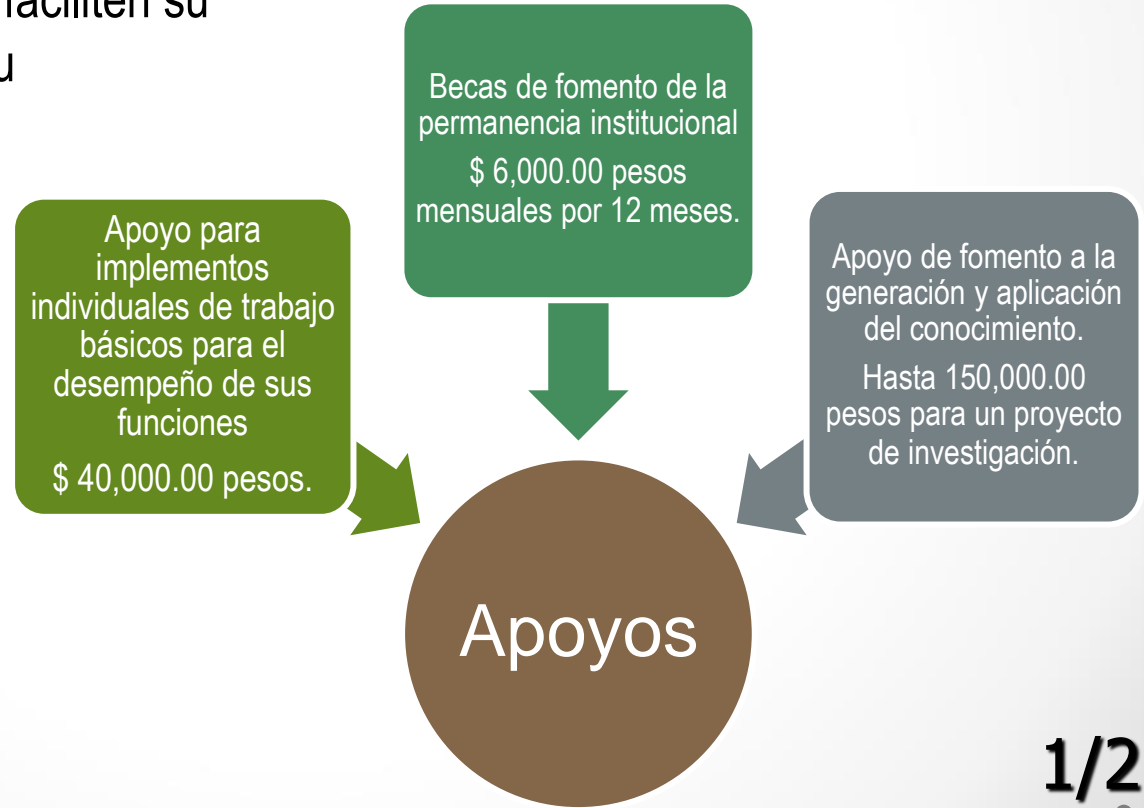 faciliten su
Becas de fomento de la
permanencia institucional
$ 6,000.00 pesos
mensuales por 12 meses.
Apoyo para
implementos
individuales de trabajo
básicos para el
desempeño de sus
funciones
$ 40,000.00 pesos.
Apoyo de fomento a la
generación y aplicación
del conocimiento.
Hasta 150,000.00
pesos para un proyecto
de investigación.
Apoyos
1/2